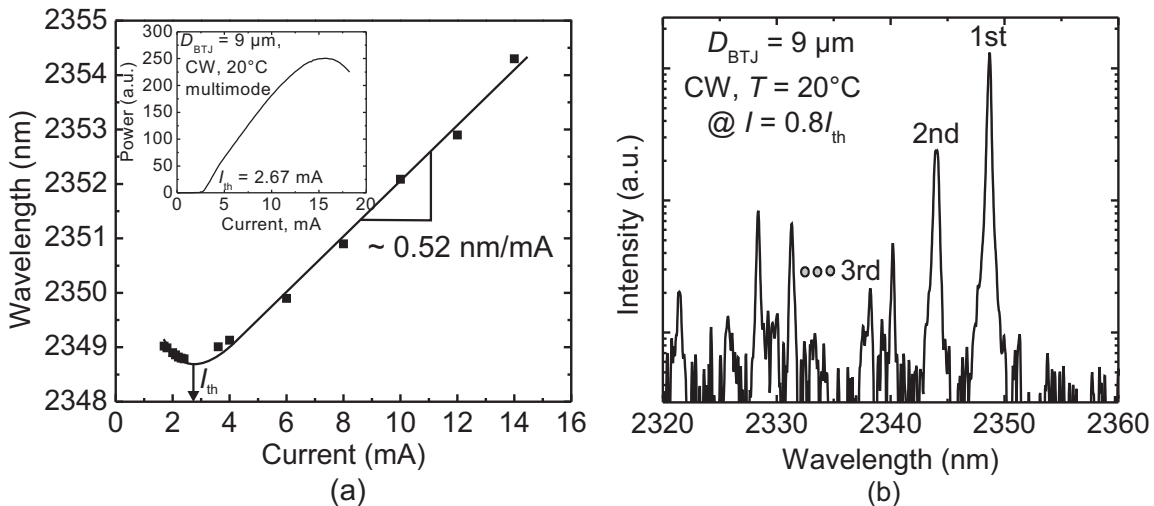 2355
2354
2353
2352
2351
2350
2349
2348
Wavelength (nm)
0 2 4 6 8 10 12 14 16
Current (mA)
(a)
300
250
200
150
100
50
0
Power (a.u.)
D_BTJ = 9 µm,
CW, 20°C
multimode
I_th = 2.67 mA
0 5 10 15 20
Current, mA
~ 0.52 nm/mA
I_th
Intensity (a.u.)
D_BTJ = 9 µm
CW, T = 20°C
@ I = 0.8I_th
1st
2nd
3rd
2320 2330 2340 2350 2360
Wavelength (nm)
(b)